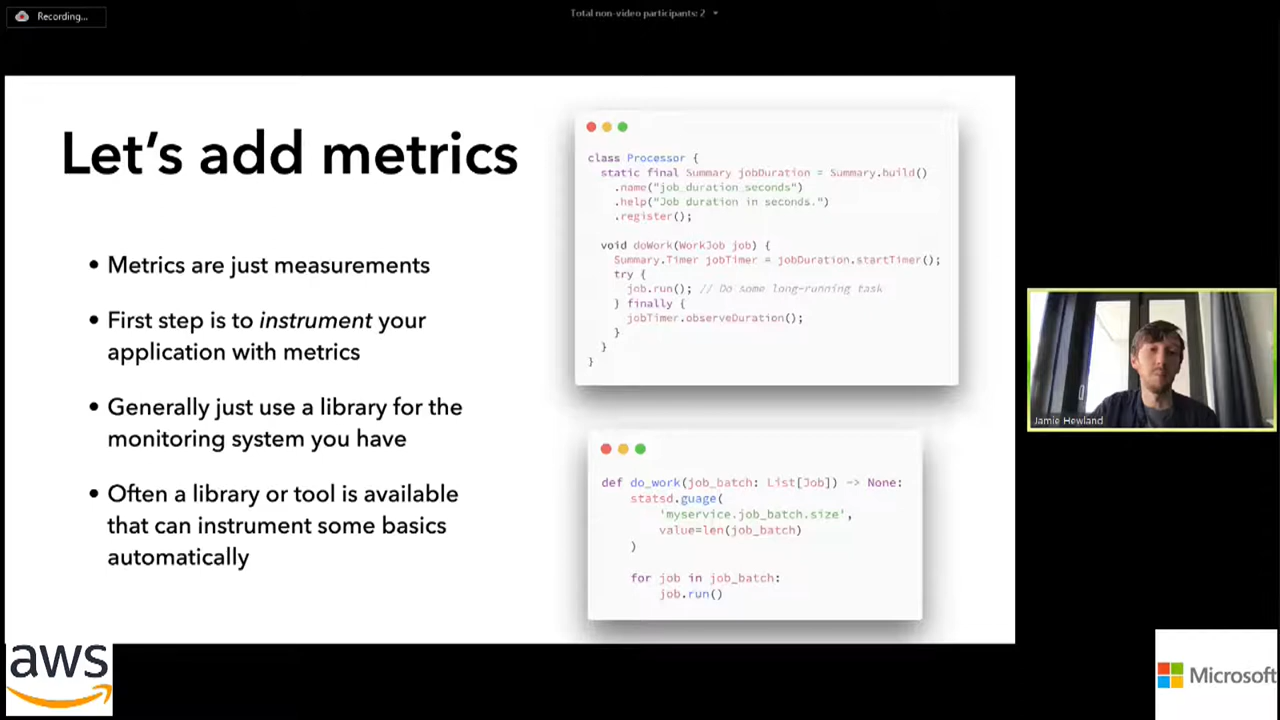 Recording...
Total non-video participants: 2
Let's add metrics
• Metrics are just measurements
• First step is to instrument your
application with metrics
• Generally just use a library for the
monitoring system you have
• Often a library or tool is available
that can instrument some basics
automatically
class Processor {
static final Summary jobDuration = Summary.build()
.name("job_duration_seconds")
.help("Job duration in seconds.")
.register();
void doWork(WorkJob job) {
Summary.Timer jobTimer = jobDuration.startTimer();
try {
job.run(); // Do some long-running task
} finally {
jobTimer.observeDuration();
}
}
}
def do_work(job_batch: List[Job]) -> None:
statsd.guage(
'myservice.job_batch.size',
value=len(job_batch)
)
for job in job_batch:
job.run()
Jamie Hewland
aws
Microsoft